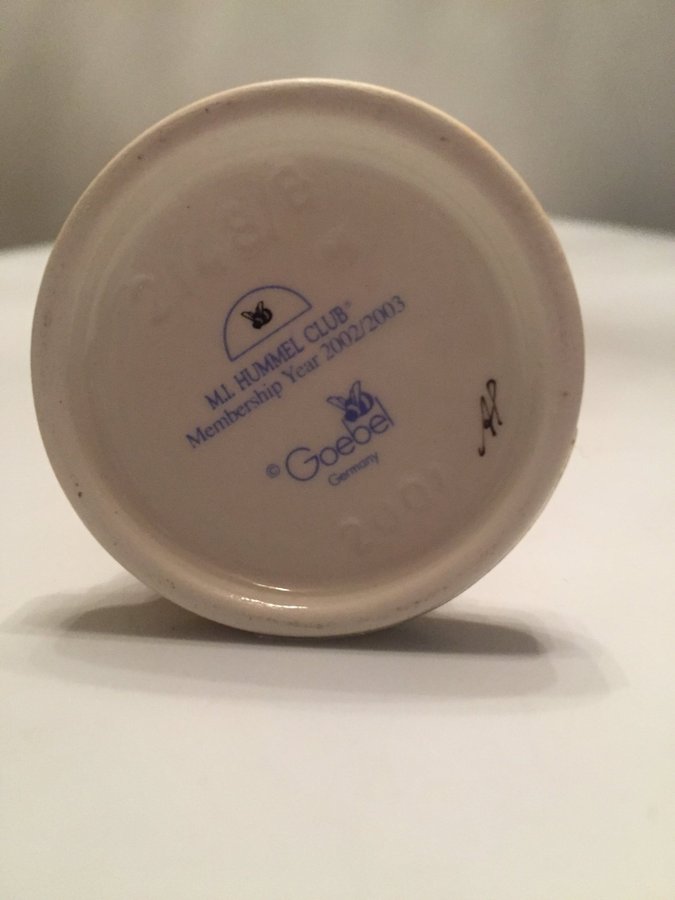 M.I. HUMMEL CLUB®
Membership Year 2002/2003
© Goebel
Germany